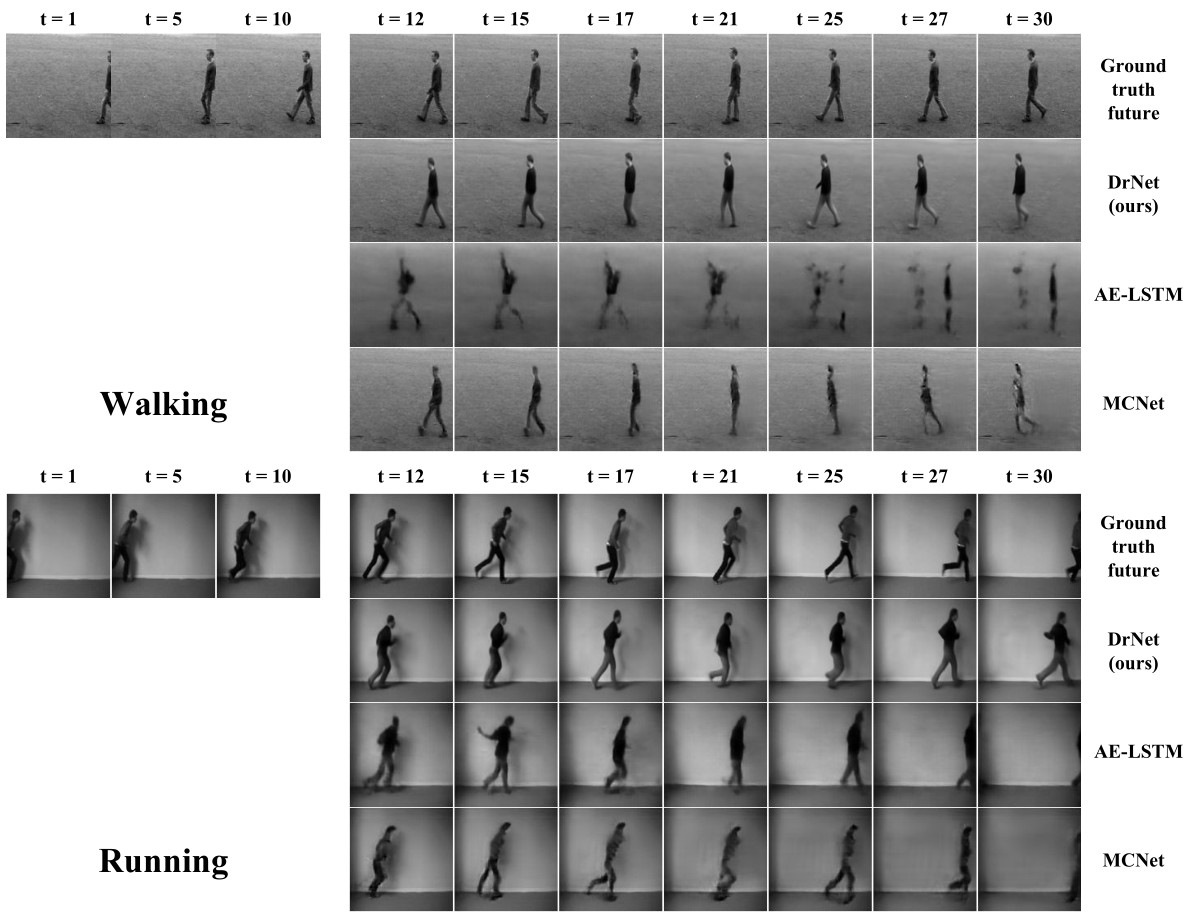 t = 1 t = 5 t = 10 t = 12 t = 15 t = 17 t = 21 t = 25 t = 27 t = 30
Ground
truth
future
DrNet
(ours)
AE-LSTM
Walking
MCNet
t = 1 t = 5 t = 10 t = 12 t = 15 t = 17 t = 21 t = 25 t = 27 t = 30
Ground
truth
future
DrNet
(ours)
AE-LSTM
Running
MCNet